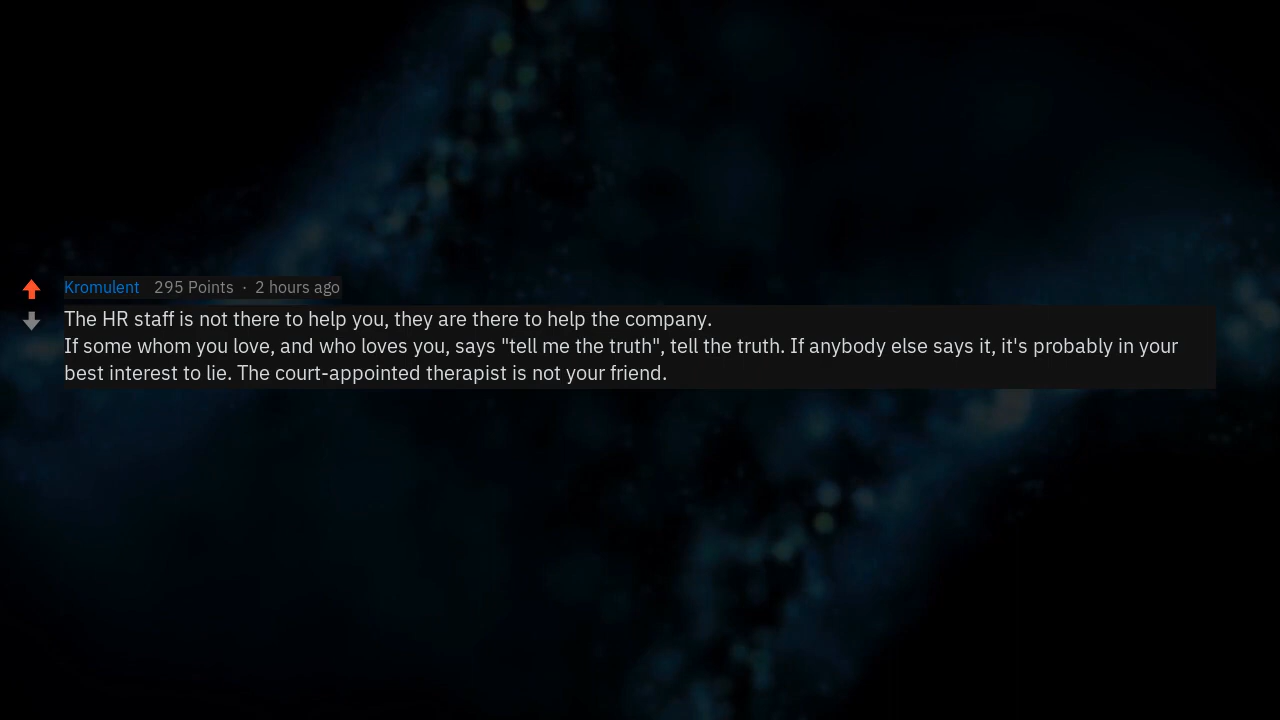 Kromulent 295 Points · 2 hours ago
The HR staff is not there to help you, they are there to help the company.
If some whom you love, and who loves you, says "tell me the truth", tell the truth. If anybody else says it, it's probably in your
best interest to lie. The court-appointed therapist is not your friend.